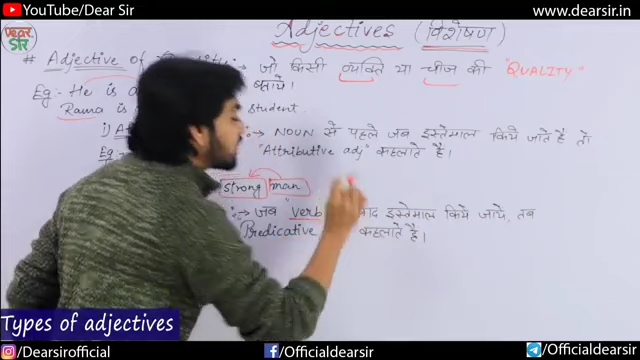 YouTube/Dear Sir
www.dearsir.in
DEAR SIR
Adjectives (विशेषण)
# Adjective of → जो किसी व्यक्ति या चीज की "QUALITY"
बताये।
Eg:- He is
Rama is student.
i) :→ NOUN से पहले जब इस्तेमाल किये जाते है तो
"Attributive adj" कहलाते है।
strong man
:→ जब verb इस्तेमाल किये जाये, तब
Predicative कहलाते है।
Types of adjectives
/Dearsirofficial
/Officialdearsir
/Officialdearsir